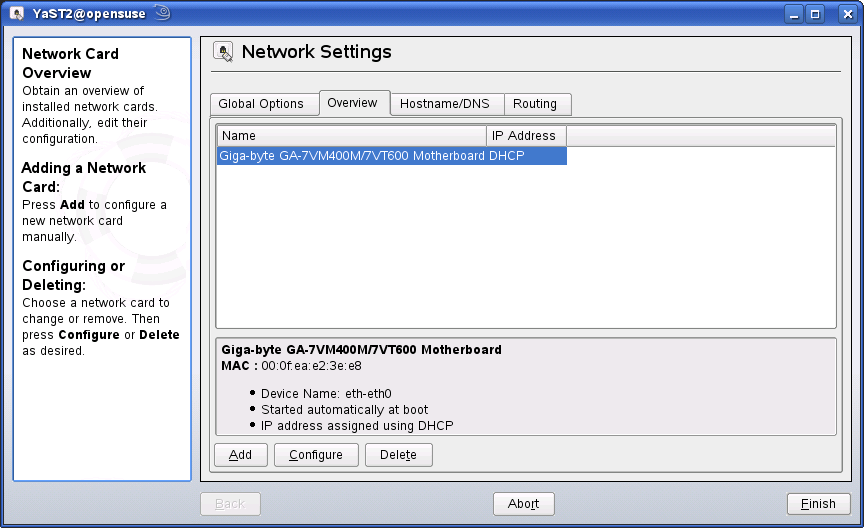 YaST2@opensuse
Network Card
Overview
Obtain an overview of
installed network cards.
Additionally, edit their
configuration.
Adding a Network
Card:
Press Add to configure a
new network card
manually.
Configuring or
Deleting:
Choose a network card to
change or remove. Then
press Configure or Delete
as desired.
Network Settings
Global Options Overview Hostname/DNS Routing
Name IP Address
Giga-byte GA-7VM400M/7VT600 Motherboard DHCP
Giga-byte GA-7VM400M/7VT600 Motherboard
MAC : 00:0f:ea:e2:3e:e8
• Device Name: eth-eth0
• Started automatically at boot
• IP address assigned using DHCP
Add Configure Delete
Back Abort Finish